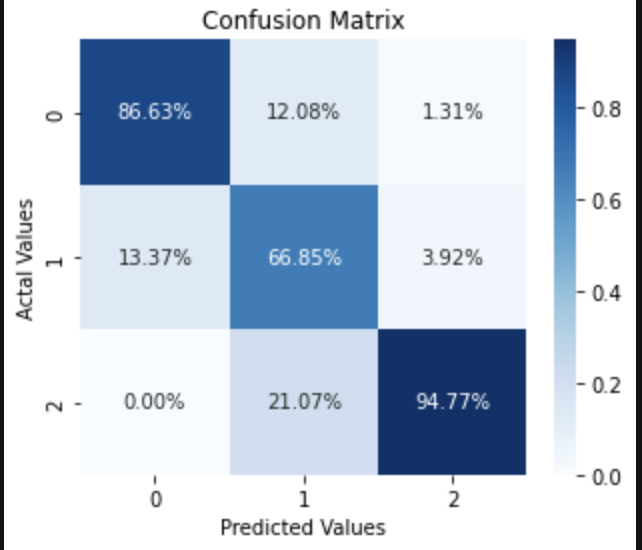 Confusion Matrix
0 86.63% 12.08% 1.31%
1 13.37% 66.85% 3.92%
2 0.00% 21.07% 94.77%
0 1 2
Predicted Values
Actal Values
0.8
0.6
0.4
0.2
0.0